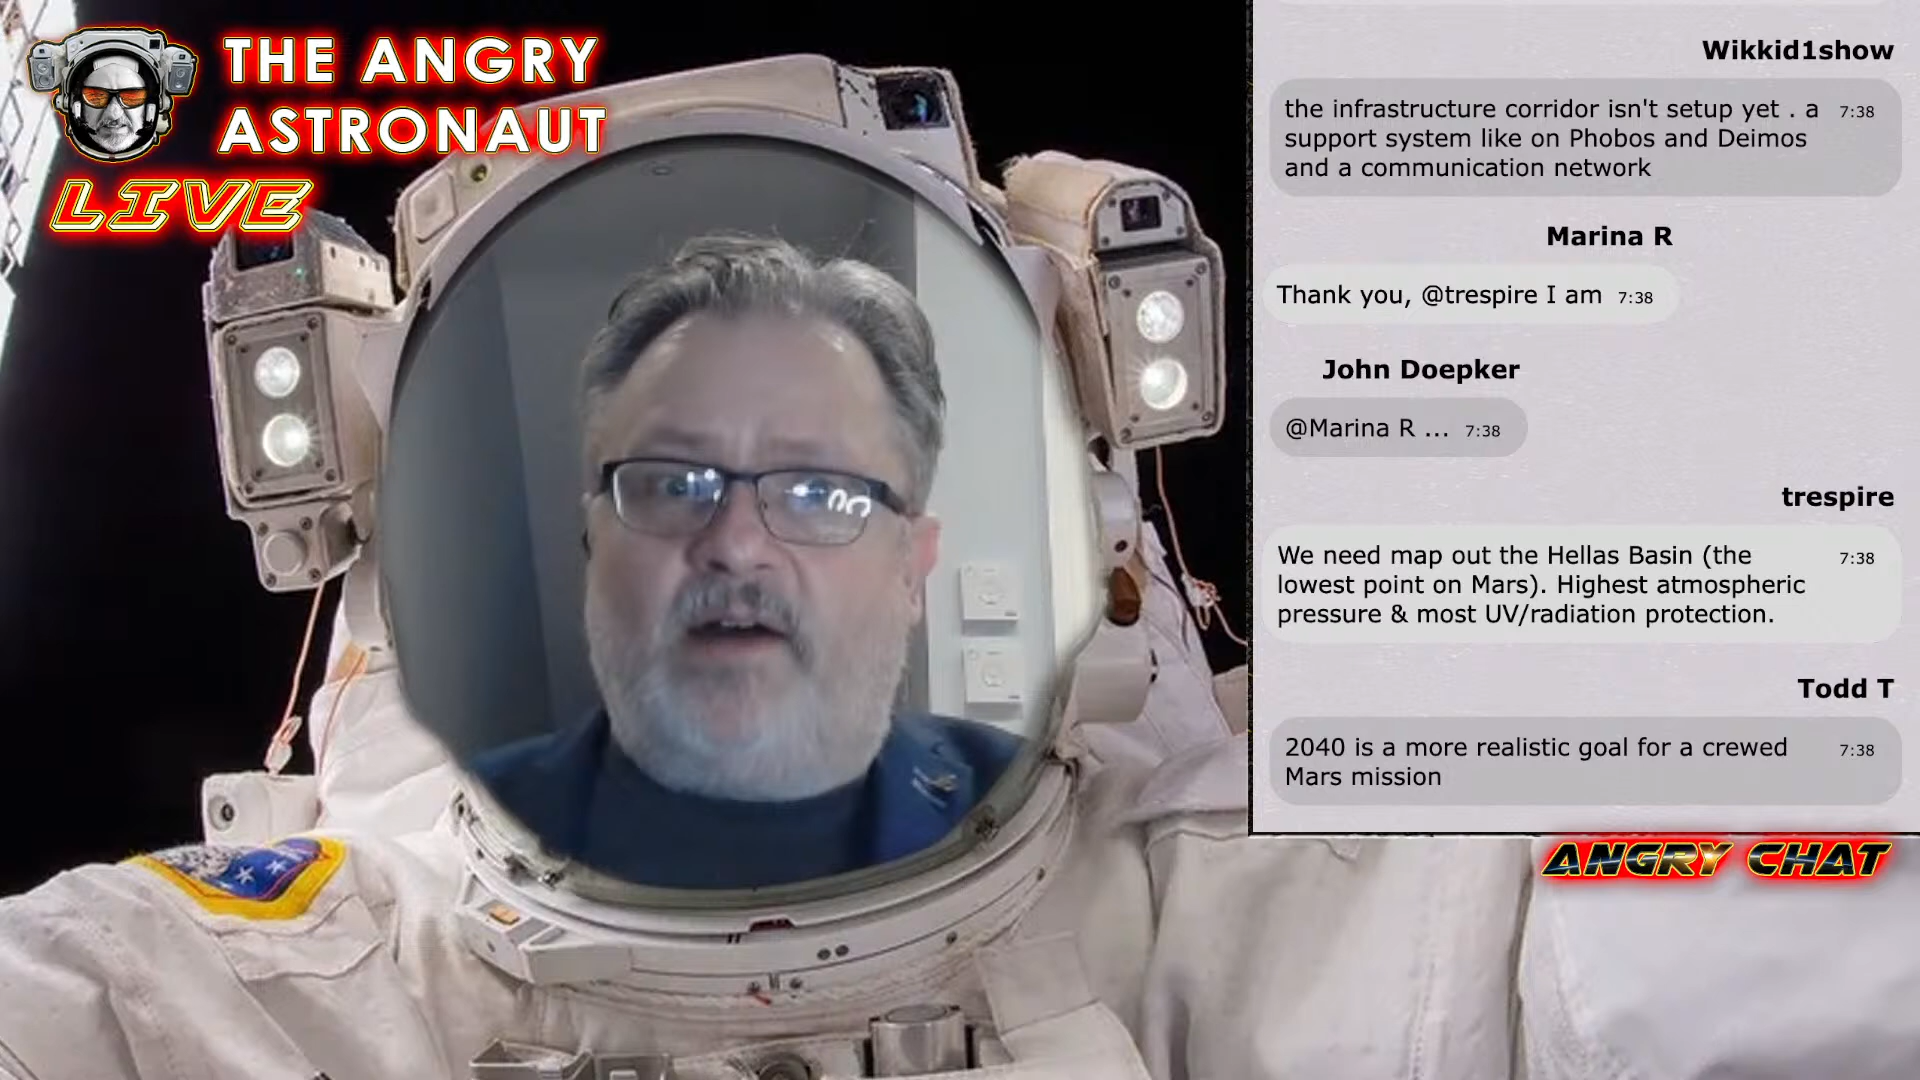 THE ANGRY
ASTRONAUT
LIVE
Wikkid1show
the infrastructure corridor isn't setup yet . a 7:38
support system like on Phobos and Deimos
and a communication network
Marina R
Thank you, @trespire I am 7:38
John Doepker
@Marina R ... 7:38
trespire
We need map out the Hellas Basin (the 7:38
lowest point on Mars). Highest atmospheric
pressure & most UV/radiation protection.
Todd T
2040 is a more realistic goal for a crewed 7:38
Mars mission
ANGRY CHAT